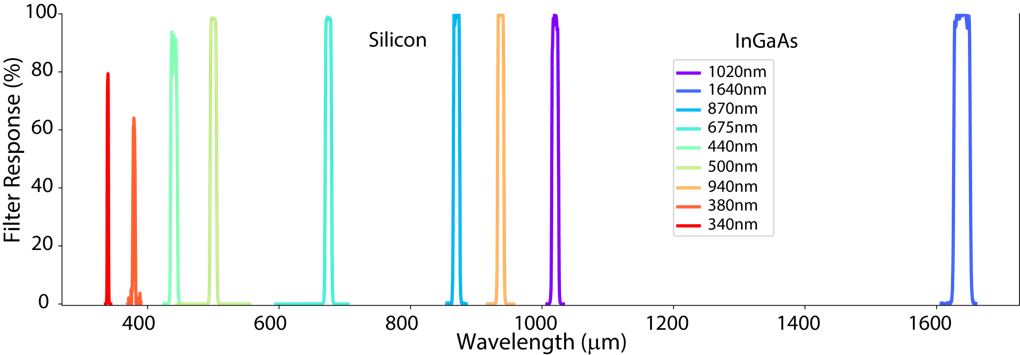 100
80
60
40
20
0
Filter Response (%)
Silicon
InGaAs
1020nm
1640nm
870nm
675nm
440nm
500nm
940nm
380nm
340nm
400 600 800 1000 1200 1400 1600
Wavelength (μm)